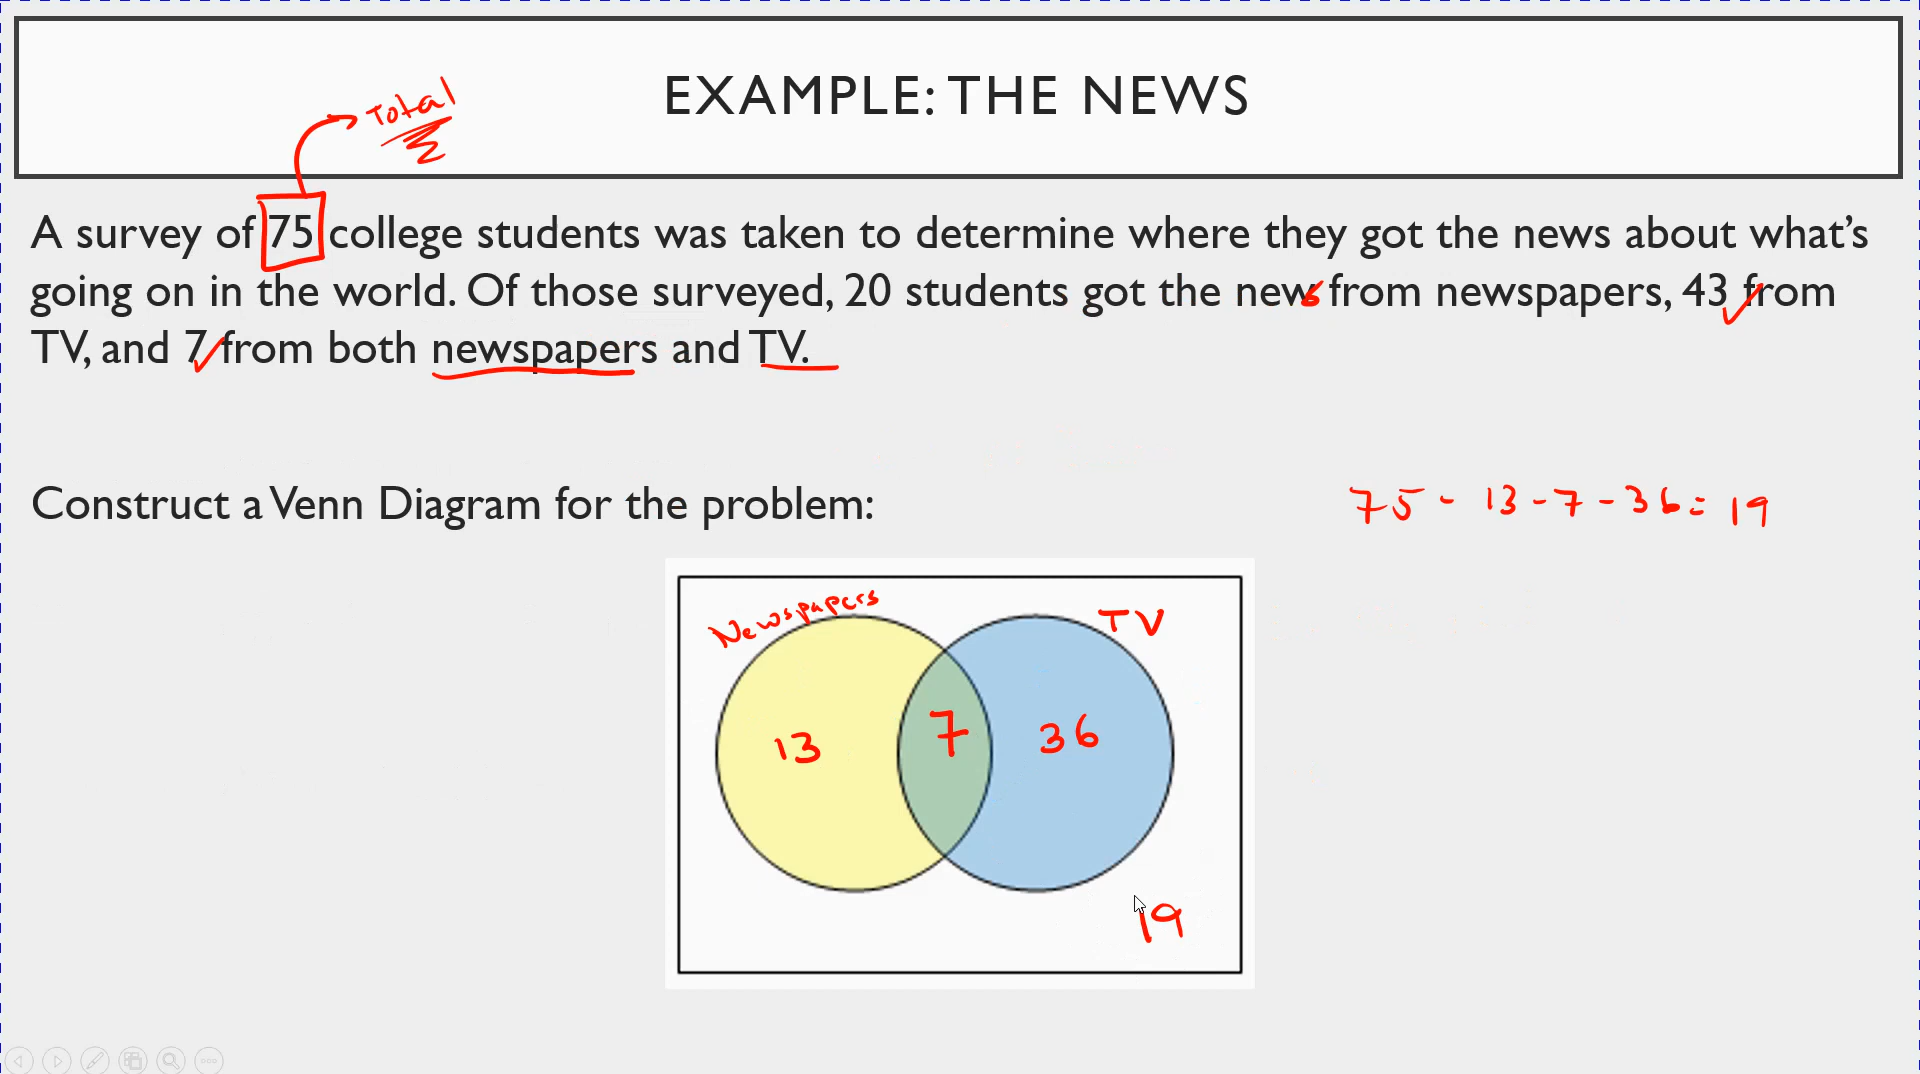 EXAMPLE: THE NEWS
Total
A survey of 75 college students was taken to determine where they got the news about what's
going on in the world. Of those surveyed, 20 students got the news from newspapers, 43 from
TV, and 7 from both newspapers and TV.
Construct a Venn Diagram for the problem:
75 - 13 - 7 - 36 = 19
Newspapers
TV
13
7
36
19